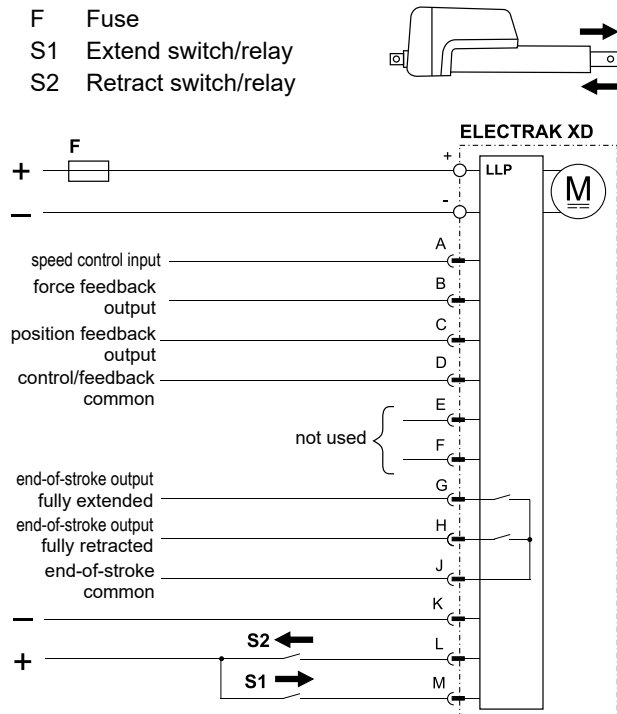 F Fuse
S1 Extend switch/relay
S2 Retract switch/relay
ELECTRAK XD
F
+
+
LLP
M
–
-
A
speed control input
B
force feedback
output
C
position feedback
output
D
control/feedback
common
E
not used
F
end-of-stroke output
fully extended
G
end-of-stroke output
fully retracted
H
end-of-stroke
common
J
K
–
S2
L
+
S1
M